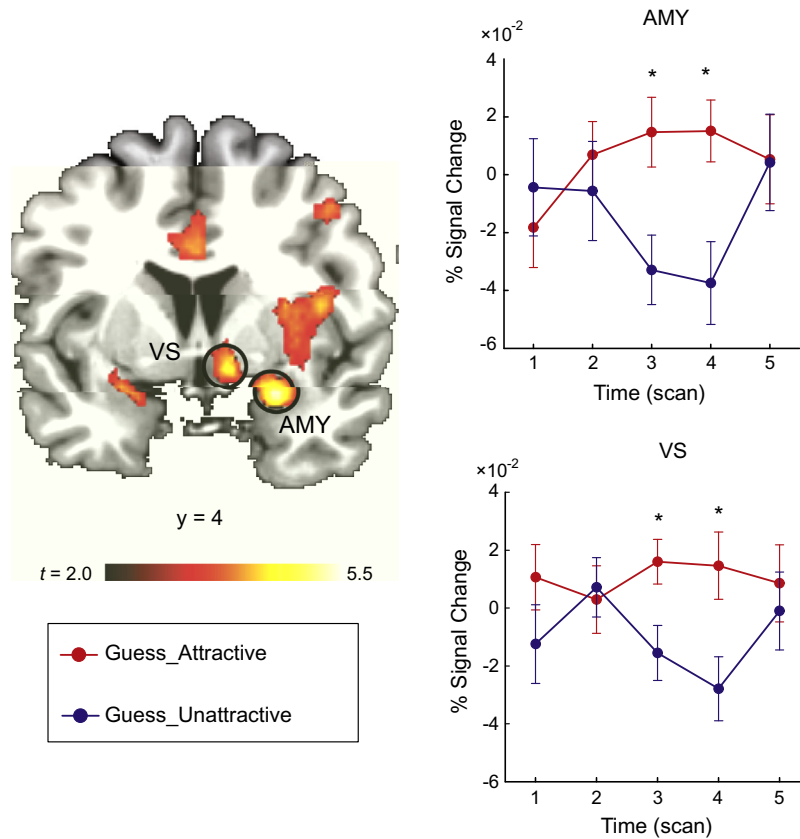 VS
AMY
y = 4
t = 2.0
5.5
Guess_Attractive
Guess_Unattractive
AMY
×10-2
4
2
0
-2
-4
-6
% Signal Change
* *
1 2 3 4 5
Time (scan)
VS
×10-2
4
2
0
-2
-4
-6
% Signal Change
* *
1 2 3 4 5
Time (scan)